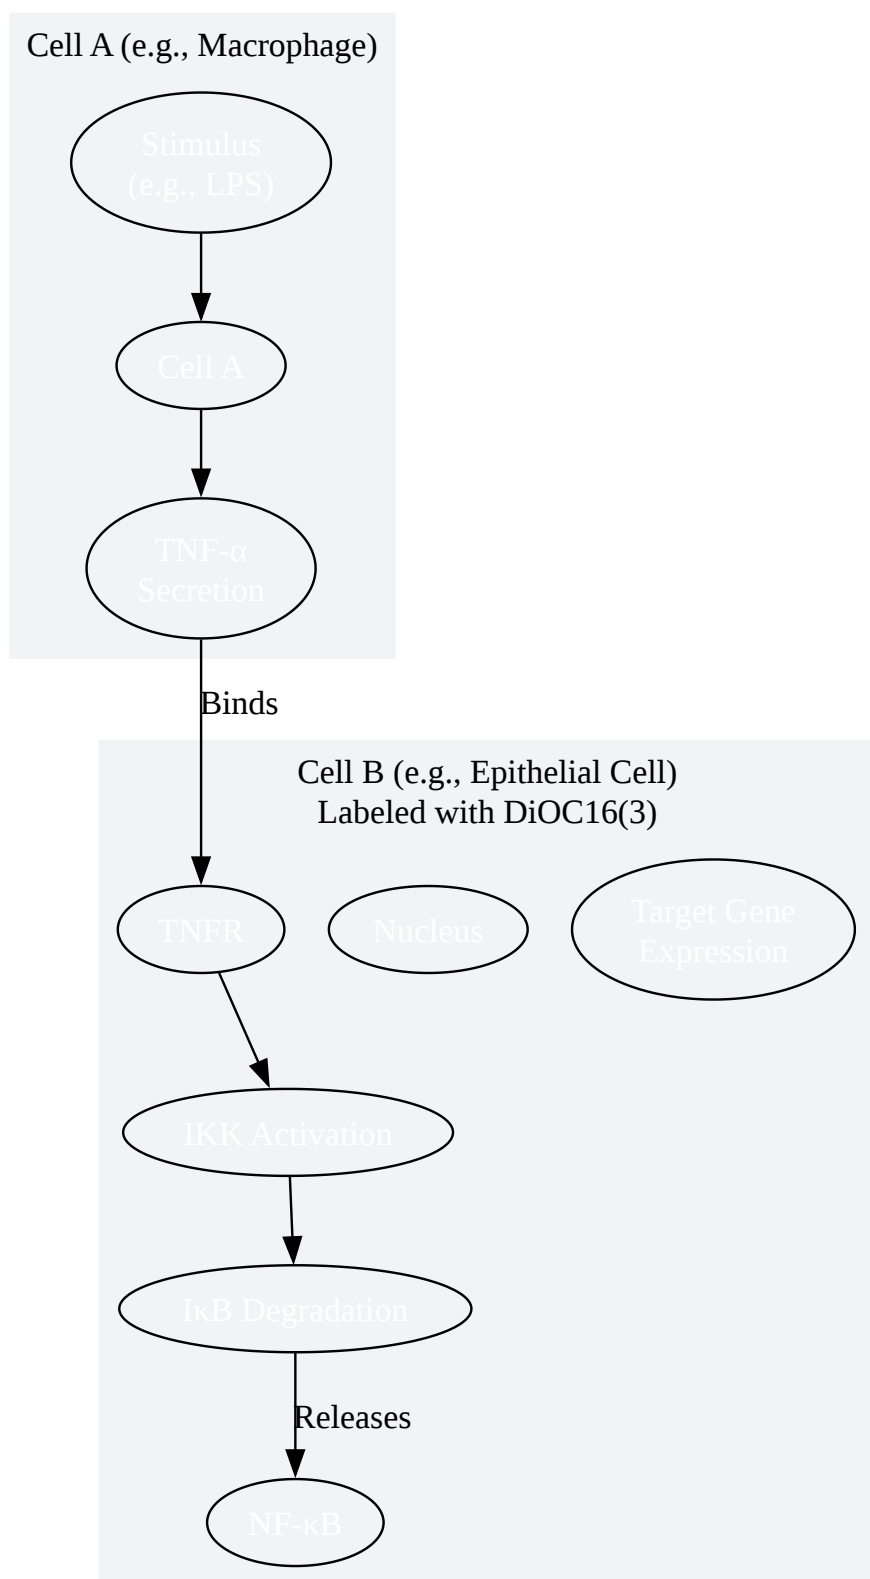 Cell A (e.g., Macrophage)
Stimulus
(e.g., LPS)
Cell A
TNF-α
Secretion
Binds
Cell B (e.g., Epithelial Cell)
Labeled with DiOC16(3)
TNFR
Nucleus
Target Gene
Expression
IKK Activation
IκB Degradation
Releases
NF-κB